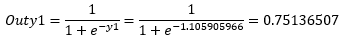 Outy1 = 1/(1 + e^(-y1)) = 1/(1 + e^(-1.105905966)) = 0.75136507